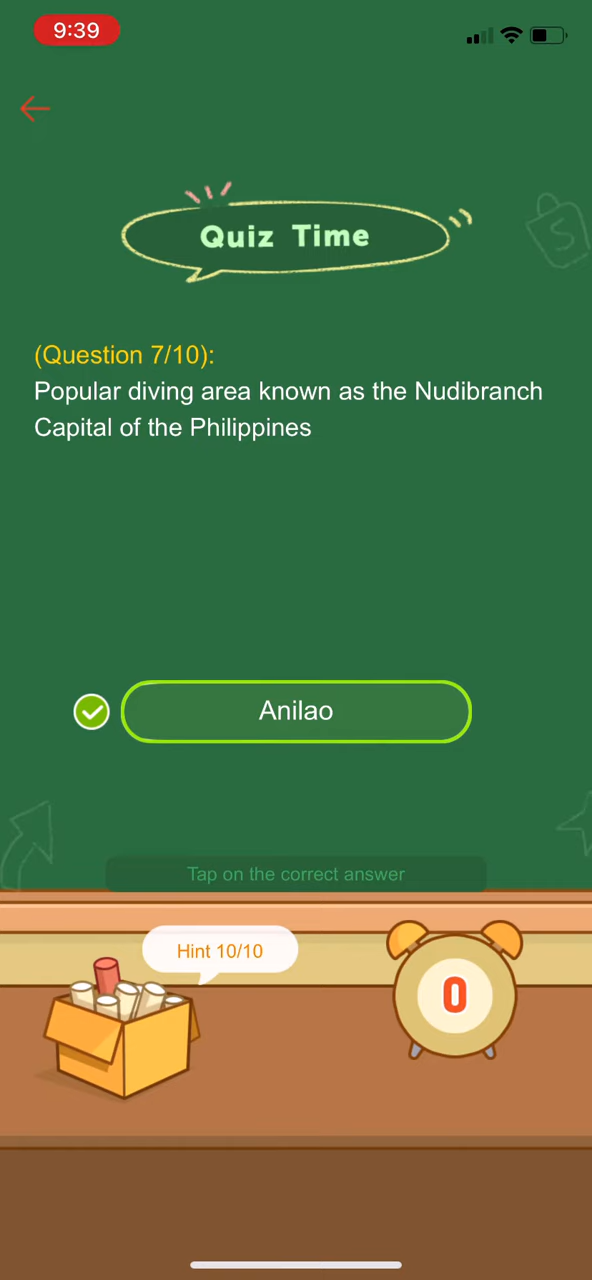 9:39
Quiz Time
(Question 7/10):
Popular diving area known as the Nudibranch
Capital of the Philippines
Anilao
Tap on the correct answer
Hint 10/10
0